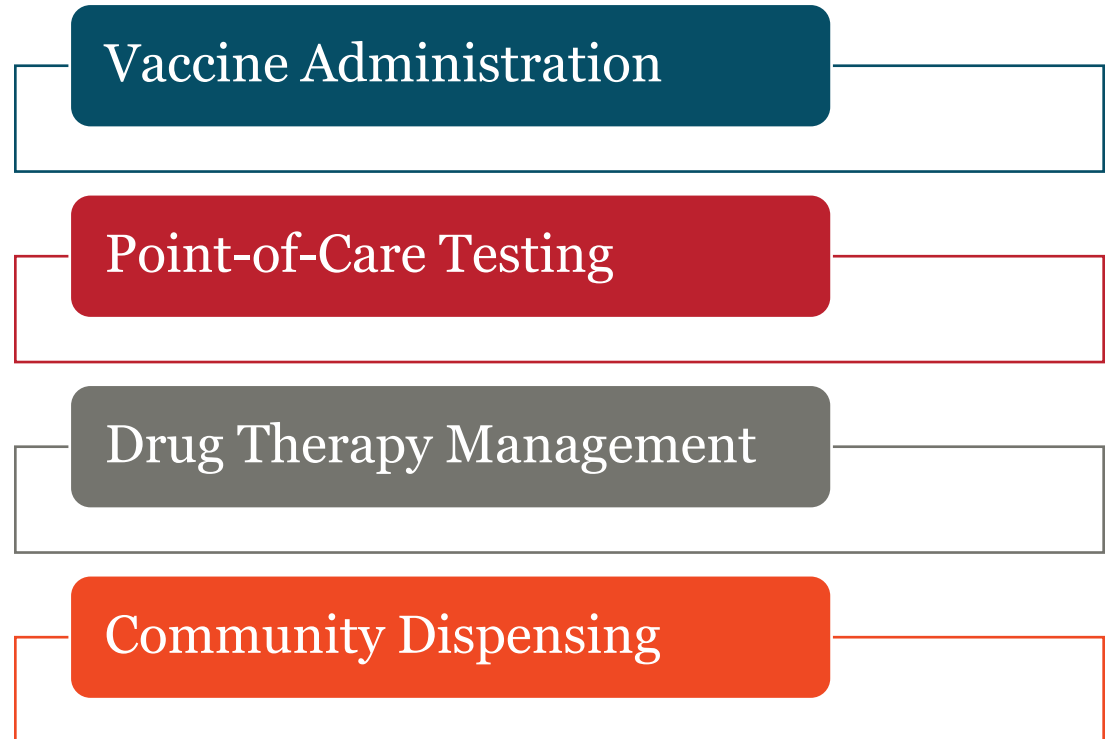 Vaccine Administration
Point-of-Care Testing
Drug Therapy Management
Community Dispensing